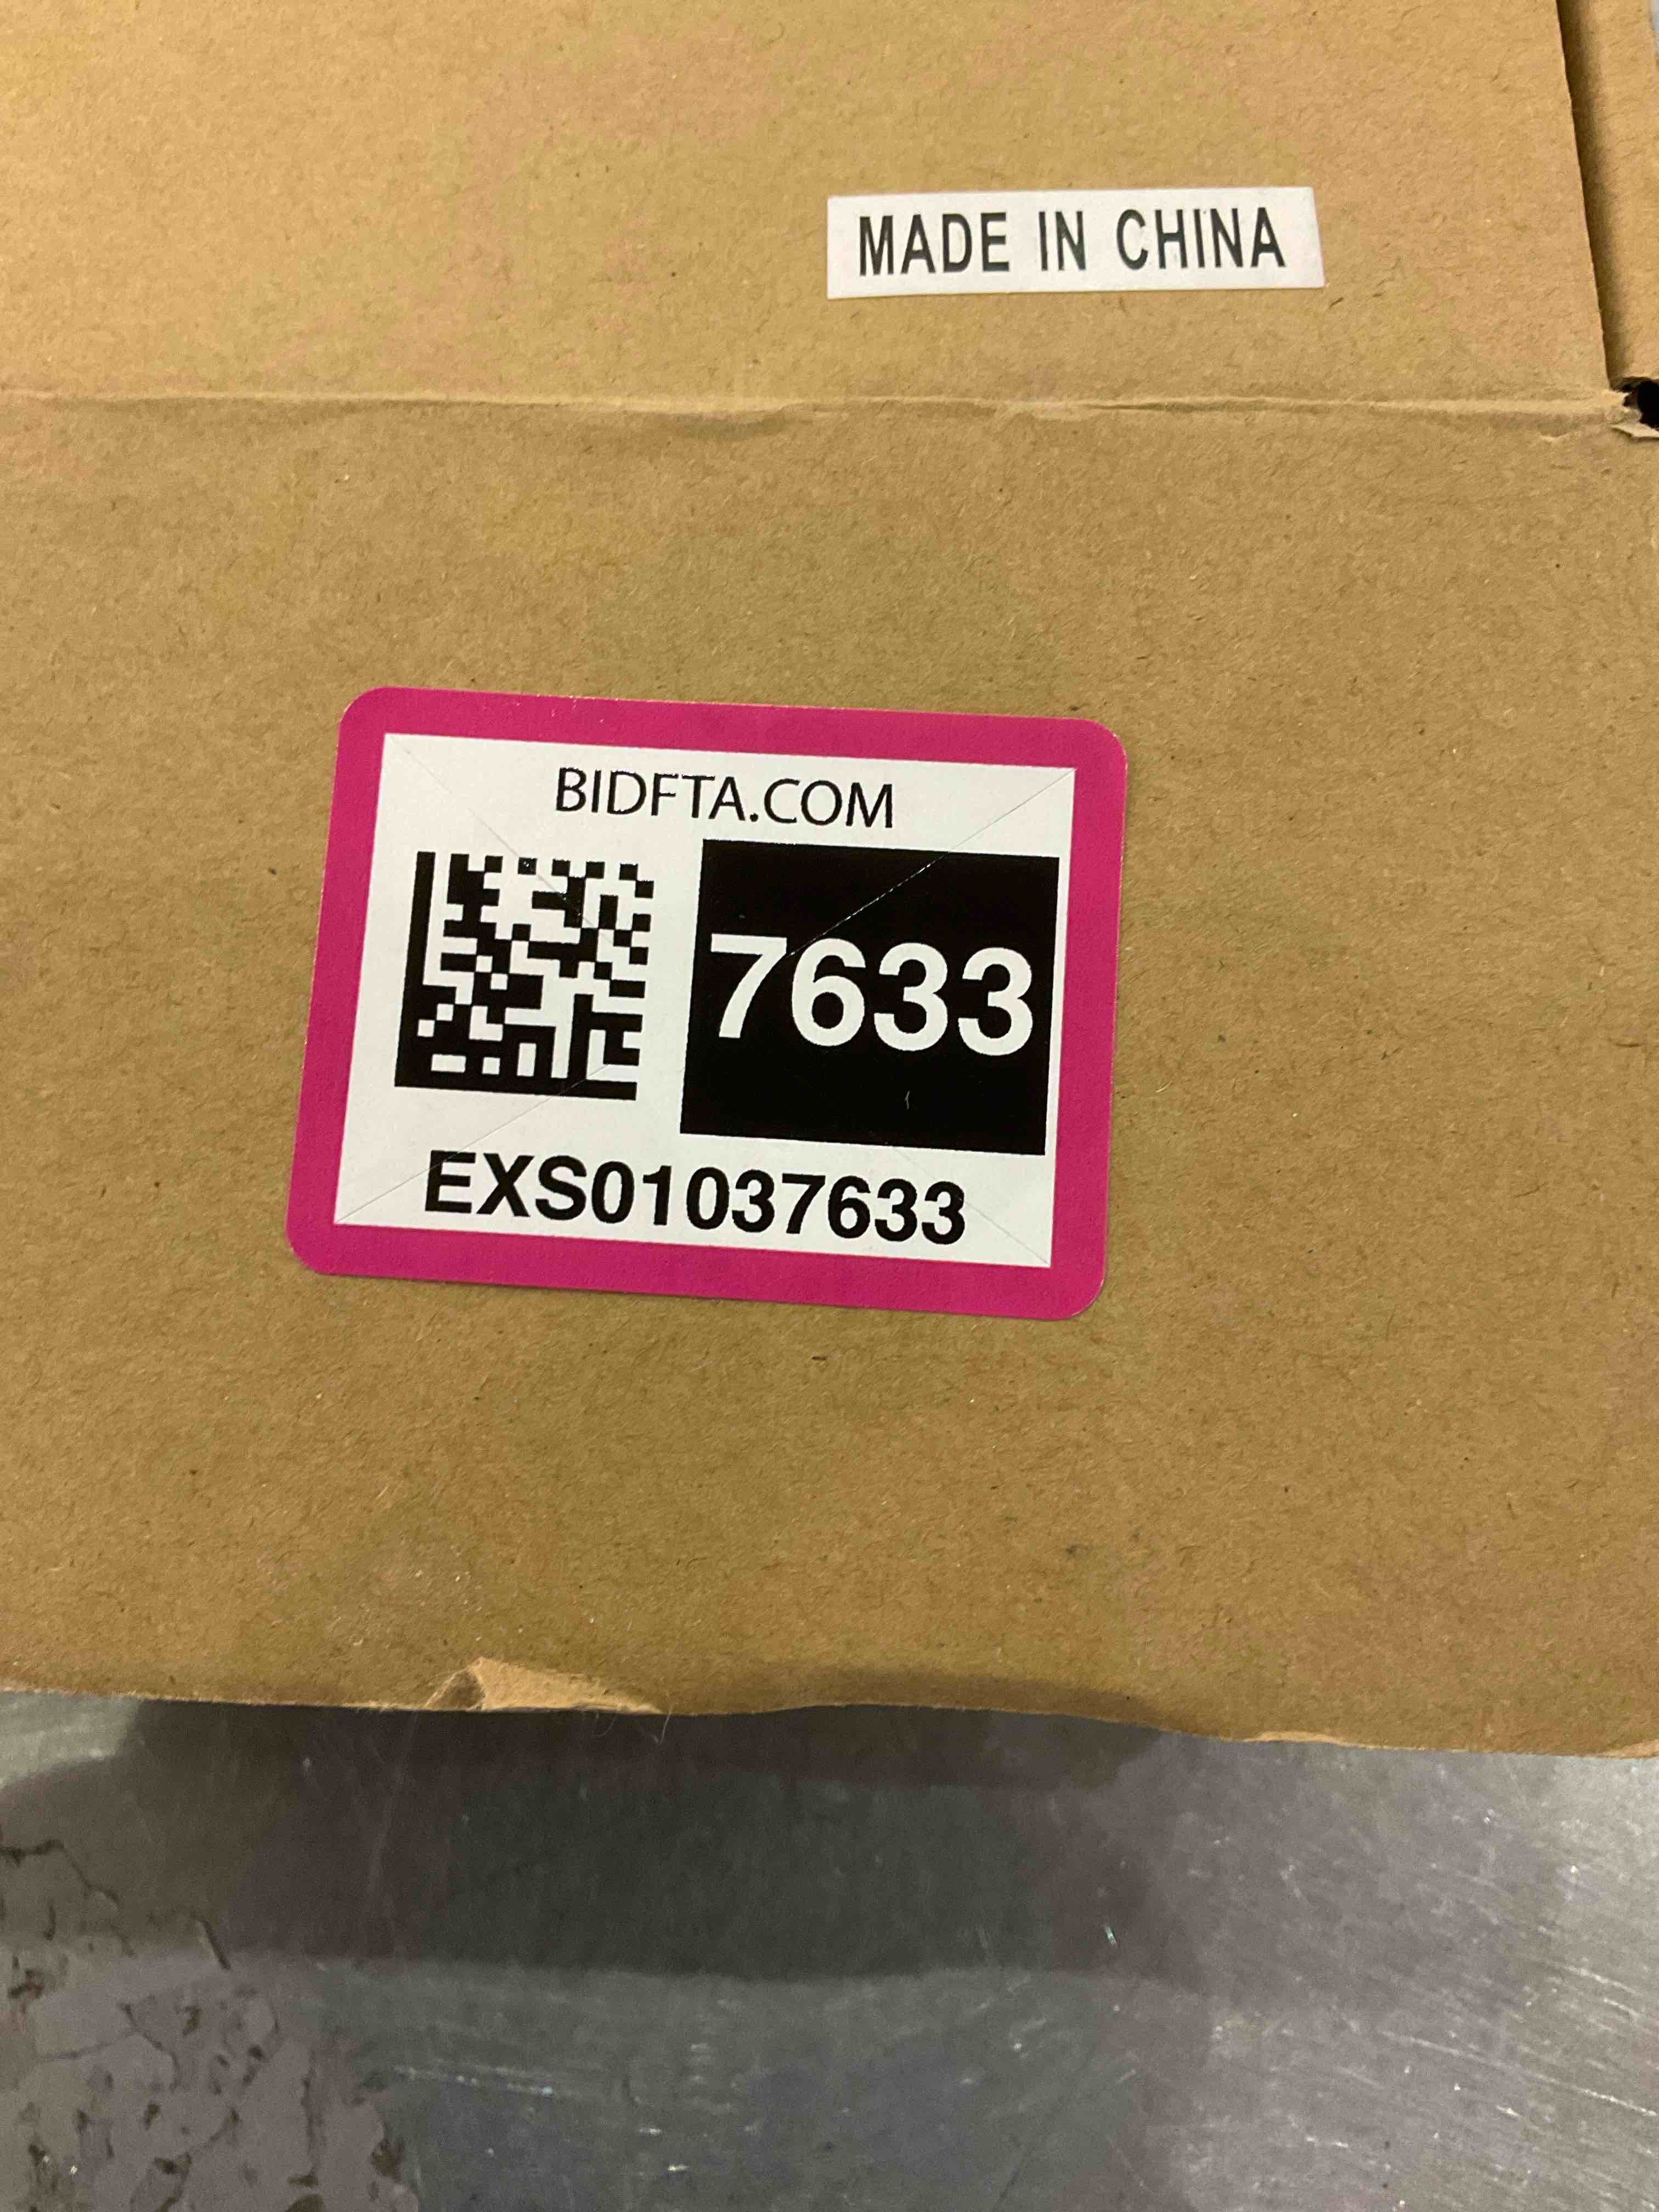 MADE IN CHINA
BIDFTA.COM
7633
EXS01037633